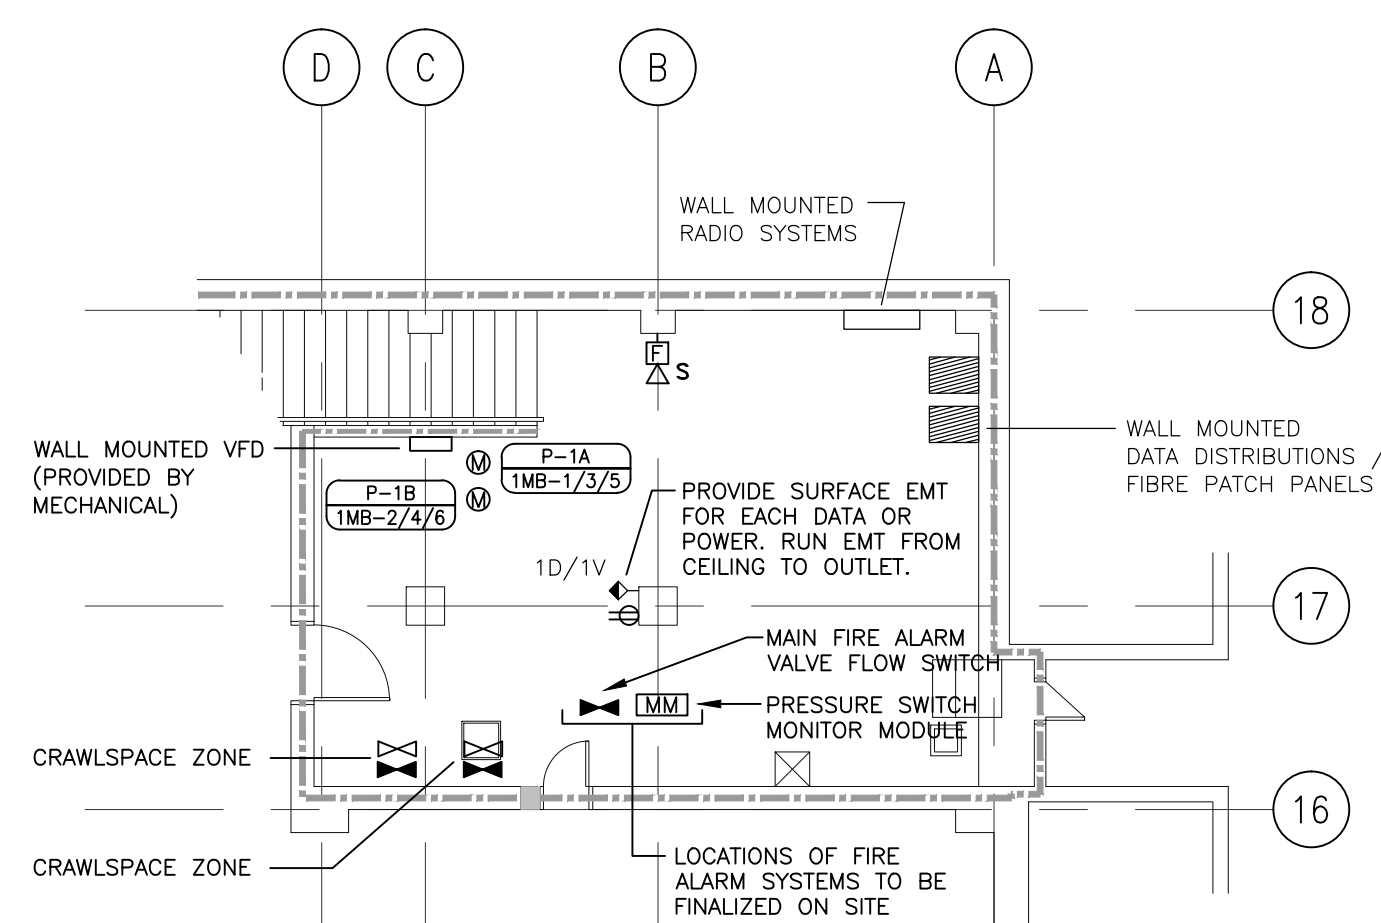 D
C
B
A
WALL MOUNTED
RADIO SYSTEMS
18
F
S
WALL MOUNTED VFD
(PROVIDED BY
MECHANICAL)
M
P-1A
1MB-1/3/5
P-1B
1MB-2/4/6
M
WALL MOUNTED
DATA DISTRIBUTIONS /
FIBRE PATCH PANELS
PROVIDE SURFACE EMT
FOR EACH DATA OR
POWER. RUN EMT FROM
CEILING TO OUTLET.
1D/1V
17
MAIN FIRE ALARM
VALVE FLOW SWITCH
MM
PRESSURE SWITCH
MONITOR MODULE
CRAWLSPACE ZONE
16
CRAWLSPACE ZONE
LOCATIONS OF FIRE
ALARM SYSTEMS TO BE
FINALIZED ON SITE